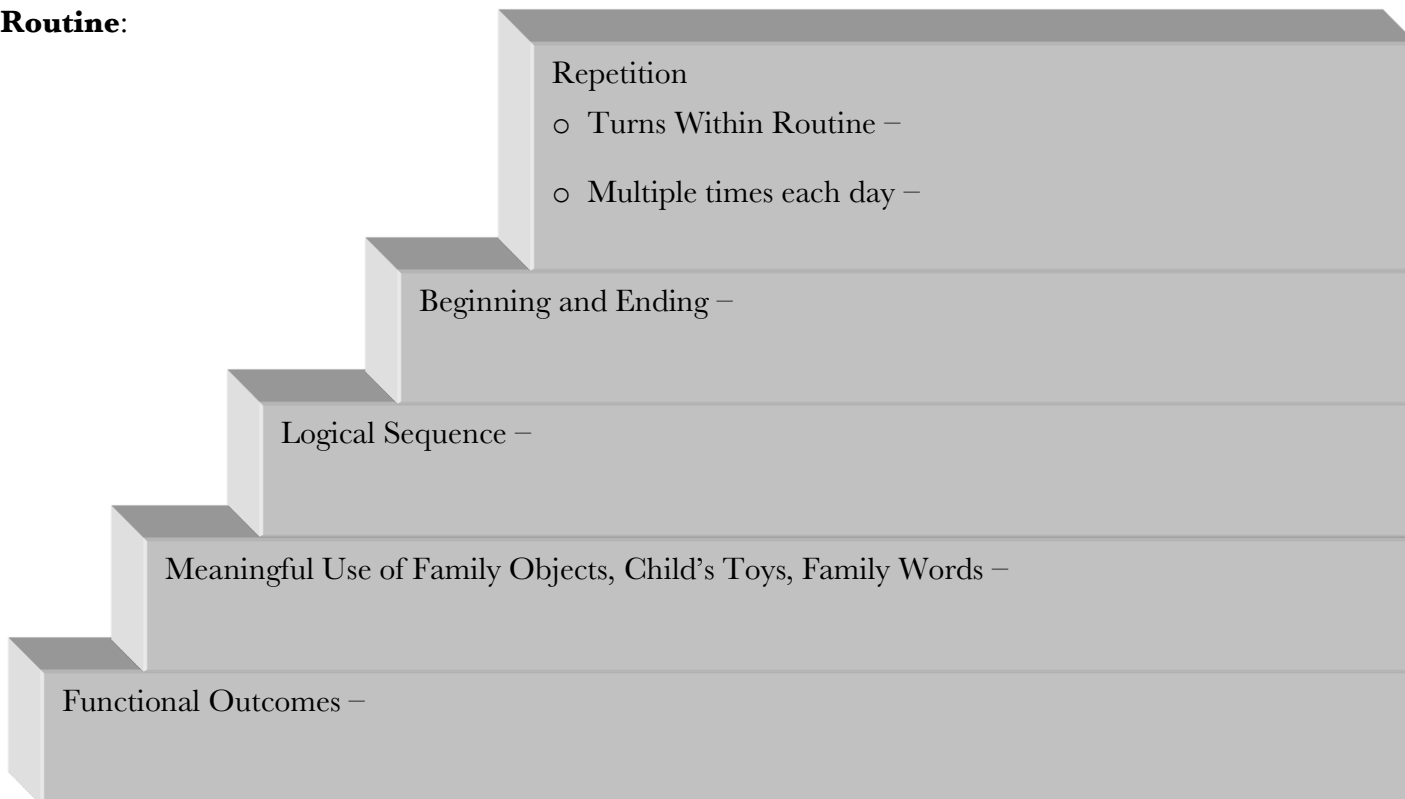 Routine:
Repetition
o Turns Within Routine –
o Multiple times each day –
Beginning and Ending –
Logical Sequence –
Meaningful Use of Family Objects, Child’s Toys, Family Words –
Functional Outcomes –